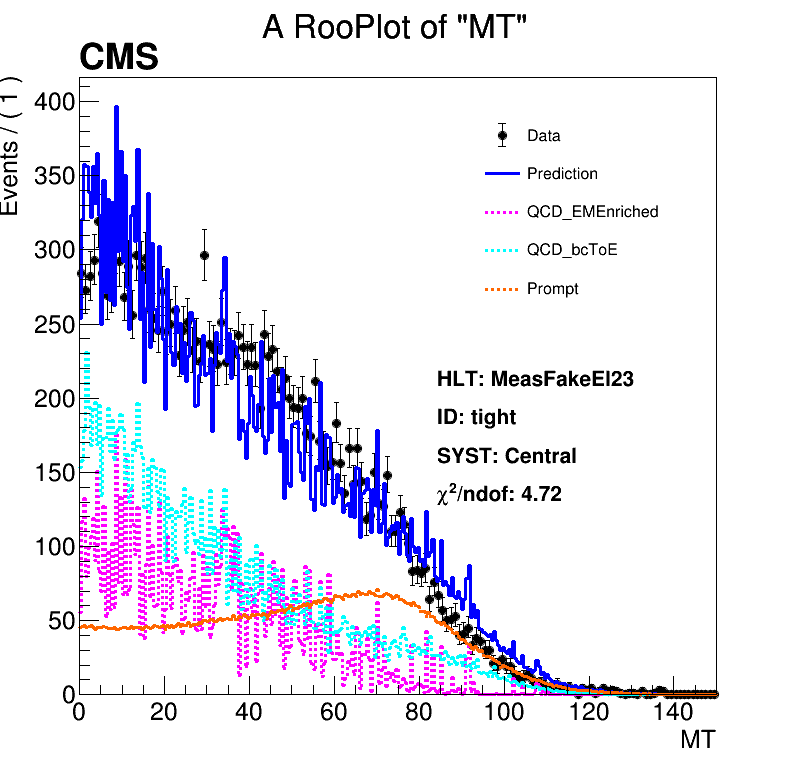 A RooPlot of "MT"
CMS
Events / ( 1 )
400
350
300
250
200
150
100
50
0
Data
Prediction
QCD_EMEnriched
QCD_bcToE
Prompt
HLT: MeasFakeEl23
ID: tight
SYST: Central
χ²/ndof: 4.72
0 20 40 60 80 100 120 140
MT